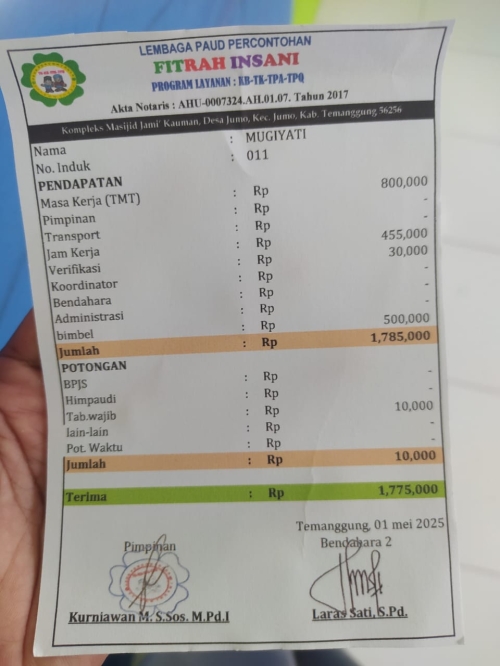 LEMBAGA PAUD PERCONTOHAN
FITRAH INSANI
PROGRAM LAYANAN : KB-TK-TPA-TPQ
Akta Notaris : AHU-0007324.AH.01.07. Tahun 2017
Kompleks Masijid Jami' Kauman, Desa Jumo, Kec. Jumo, Kab. Temanggung 56256
Nama : MUGIYATI
No. Induk : 011
PENDAPATAN
Masa Kerja (TMT) : Rp 800,000
Pimpinan : Rp -
Transport : Rp -
Jam Kerja : Rp 455,000
Verifikasi : Rp 30,000
Koordinator : Rp -
Bendahara : Rp -
Administrasi : Rp -
bimbel : Rp 500,000
Jumlah : Rp 1,785,000
POTONGAN
BPJS : Rp -
Himpaudi : Rp -
Tab.wajib : Rp 10,000
lain-lain : Rp -
Pot. Waktu : Rp -
Jumlah : Rp 10,000
Terima : Rp 1,775,000
Temanggung, 01 mei 2025
Pimpinan Bendahara 2
Kurniawan M. S.Sos. M.Pd.I Laras Sati, S.Pd.